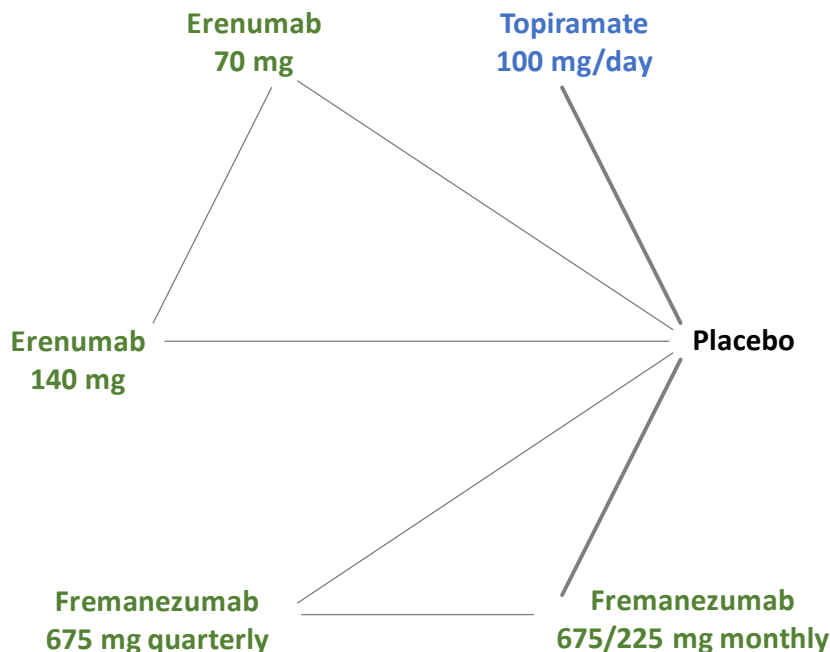 Erenumab
70 mg
Topiramate
100 mg/day
Erenumab
140 mg
Placebo
Fremanezumab
675 mg quarterly
Fremanezumab
675/225 mg monthly